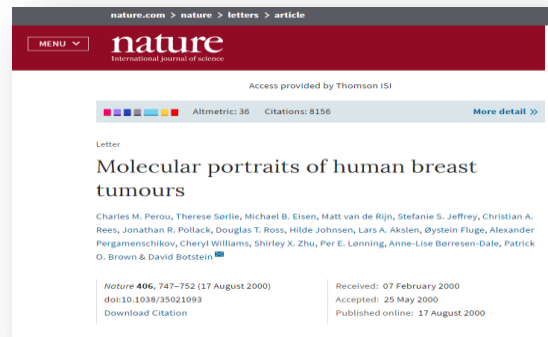 nature.com > nature > letters > article
MENU
nature
International journal of science
Access provided by Thomson ISI
Altmetric: 36 Citations: 8156 More detail »
Letter
Molecular portraits of human breast
tumours
Charles M. Perou, Therese Sørlie, Michael B. Eisen, Matt van de Rijn, Stefanie S. Jeffrey, Christian A.
Rees, Jonathan R. Pollack, Douglas T. Ross, Hilde Johnsen, Lars A. Akslen, Øystein Fluge, Alexander
Pergamenschikov, Cheryl Williams, Shirley X. Zhu, Per E. Lønning, Anne-Lise Børresen-Dale, Patrick
O. Brown & David Botstein
Nature 406, 747–752 (17 August 2000)
doi:10.1038/35021093
Download Citation
Received: 07 February 2000
Accepted: 25 May 2000
Published online: 17 August 2000